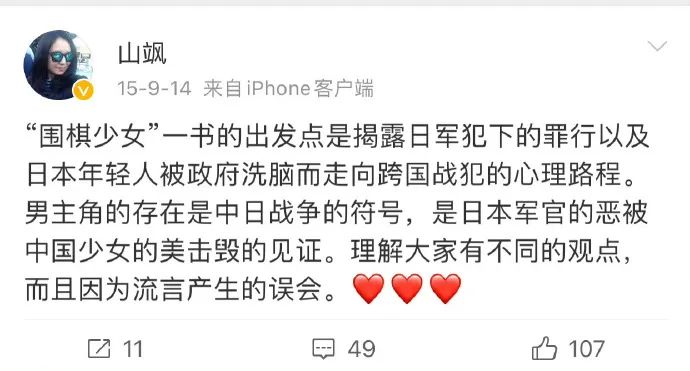 山飒
15-9-14 来自iPhone客户端
“围棋少女”一书的出发点是揭露日军犯下的罪行以及
日本年轻人被政府洗脑而走向跨国战犯的心理路程。
男主角的存在是中日战争的符号，是日本军官的恶被
中国少女的美击毁的见证。理解大家有不同的观点，
而且因为流言产生的误会。❤️❤️❤️
11 49 107